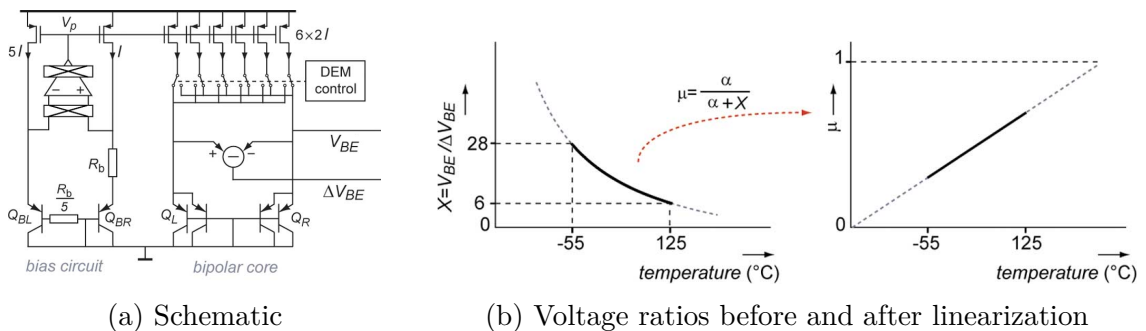 V_p
5I
I
6×2I
DEM
control
− +
V_BE
+ −
R_b
ΔV_BE
R_b
5
Q_BL
Q_BR
Q_L
Q_R
bias circuit
bipolar core
(a) Schematic
X=V_BE/ΔV_BE
28
6
0
-55
125
temperature (°C)
μ= α
α+X
μ
1
0
-55
125
temperature (°C)
(b) Voltage ratios before and after linearization